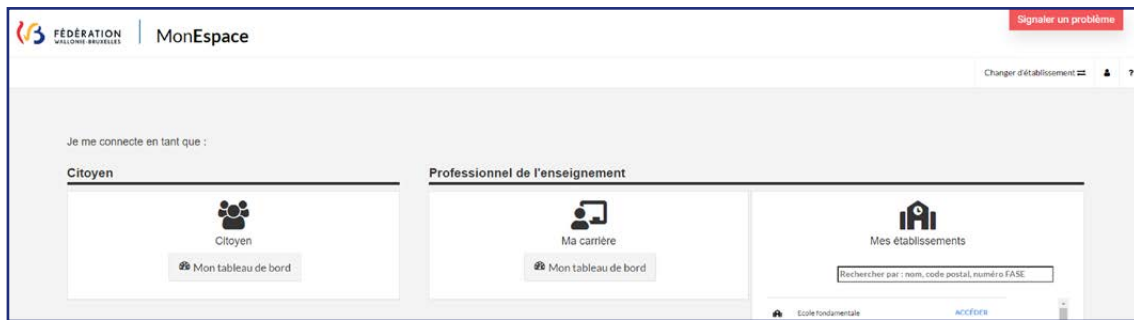 Signaler un problème
FÉDÉRATION
WALLONIE-BRUXELLES
MonEspace
Changer d'établissement
?
Je me connecte en tant que :
Citoyen
Professionnel de l'enseignement
Citoyen
Ma carrière
Mes établissements
Mon tableau de bord
Mon tableau de bord
Rechercher par : nom, code postal, numéro FASE
Ecole fondamentale
ACCÉDER